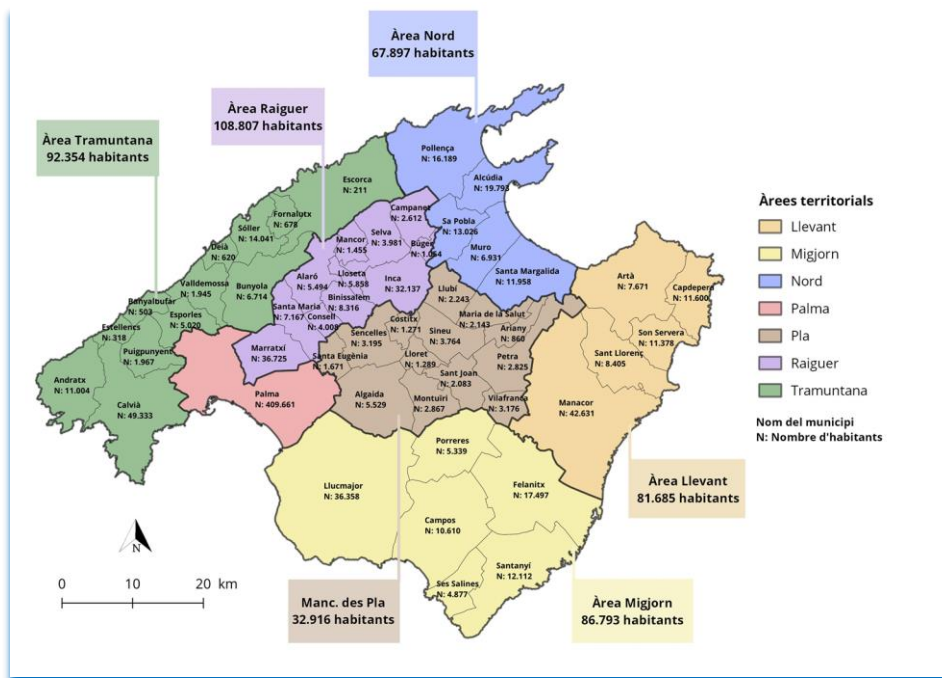 Àrea Nord
67.897 habitants
Àrea Raiguer
108.807 habitants
Àrea Tramuntana
92.354 habitants
Pollença
N: 16.189
Alcúdia
N: 19.793
Escorca
N: 211
Fornalutx
N: 678
Sóller
N: 14.041
Deià
N: 620
Valldemossa
N: 1.945
Bunyola
N: 6.714
Banyalbufar
N: 503
Esporles
N: 5.020
Estellencs
N: 318
Puigpunyent
N: 1.967
Andratx
N: 11.004
Calvià
N: 49.333
Campanet
N: 2.612
Selva
N: 3.981
Mancor
N: 1.455
Búger
N: 1.064
Alaró
N: 5.494
Lloseta
N: 5.858
Inca
N: 32.137
Binissalem
N: 8.316
Santa Maria
N: 7.167
Consell
N: 4.008
Marratxí
N: 36.725
Sa Pobla
N: 13.026
Muro
N: 6.931
Santa Margalida
N: 11.958
Llubí
N: 2.243
Maria de la Salut
N: 2.143
Ariany
N: 860
Costitx
N: 1.271
Sineu
N: 3.764
Sencelles
N: 3.195
Lloret
N: 1.289
Petra
N: 2.825
Santa Eugènia
N: 1.671
Sant Joan
N: 2.083
Algaida
N: 5.529
Montuïri
N: 2.867
Vilafranca
N: 3.176
Palma
N: 409.661
Artà
N: 7.671
Capdepera
N: 11.600
Son Servera
N: 11.378
Sant Llorenç
N: 8.405
Manacor
N: 42.631
Porreres
N: 5.339
Llucmajor
N: 36.358
Felanitx
N: 17.497
Campos
N: 10.610
Santanyí
N: 12.112
Ses Salines
N: 4.877
Àrees territorials
Llevant
Migjorn
Nord
Palma
Pla
Raiguer
Tramuntana
Nom del municipi
N: Nombre d'habitants
Àrea Llevant
81.685 habitants
Manc. des Pla
32.916 habitants
Àrea Migjorn
86.793 habitants
N
0 10 20 km